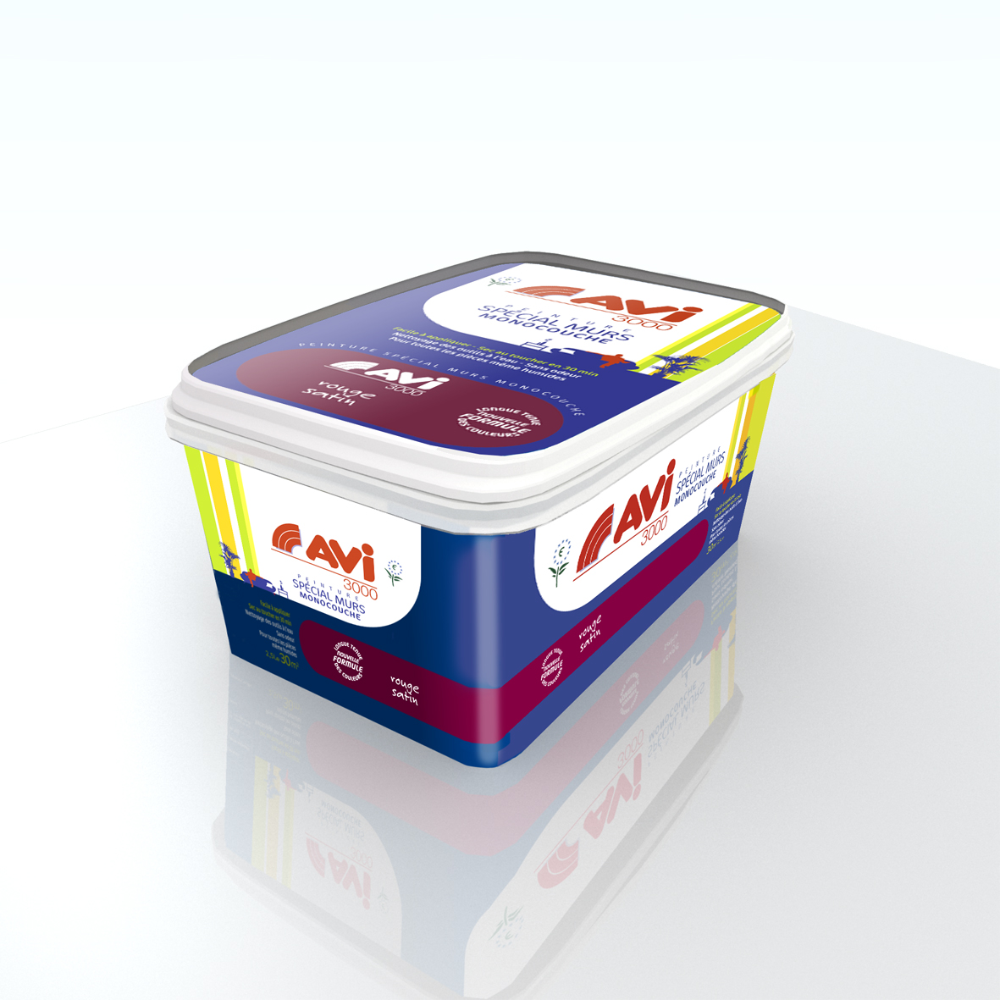 AVi
3000
PEINTURE
SPÉCIAL MURS
MONOCOUCHE
Facile à appliquer - Sec au toucher en 30 min
Nettoyage des outils à l'eau - Sans odeur
Pour toutes les pièces même humides
PEINTURE SPÉCIAL MURS MONOCOUCHE
AVi
3000
rouge
satin
LONGUE TENUE
NOUVELLE
FORMULE
DES COULEURS
AVi
3000
PEINTURE
SPÉCIAL MURS
MONOCOUCHE
Facile à appliquer
Sec au toucher en 30 min
Nettoyage des outils à l'eau
Sans odeur
Pour toutes les pièces
même humides
30 m²
LONGUE TENUE
NOUVELLE
FORMULE
DES COULEURS
rouge
satin
AVi
3000
PEINTURE
SPÉCIAL MURS
MONOCOUCHE
LONGUE TENUE
NOUVELLE
FORMULE
DES COULEURS
rouge
satin